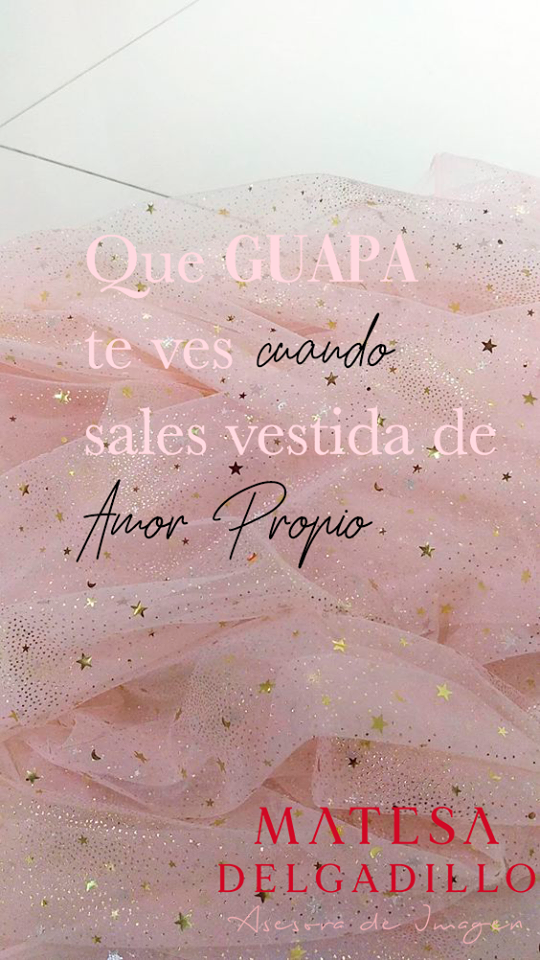 Que GUAPA
te ves cuando
sales vestida de
Amor Propio
MATESA
DELGADILLO
Asesora de Imagen